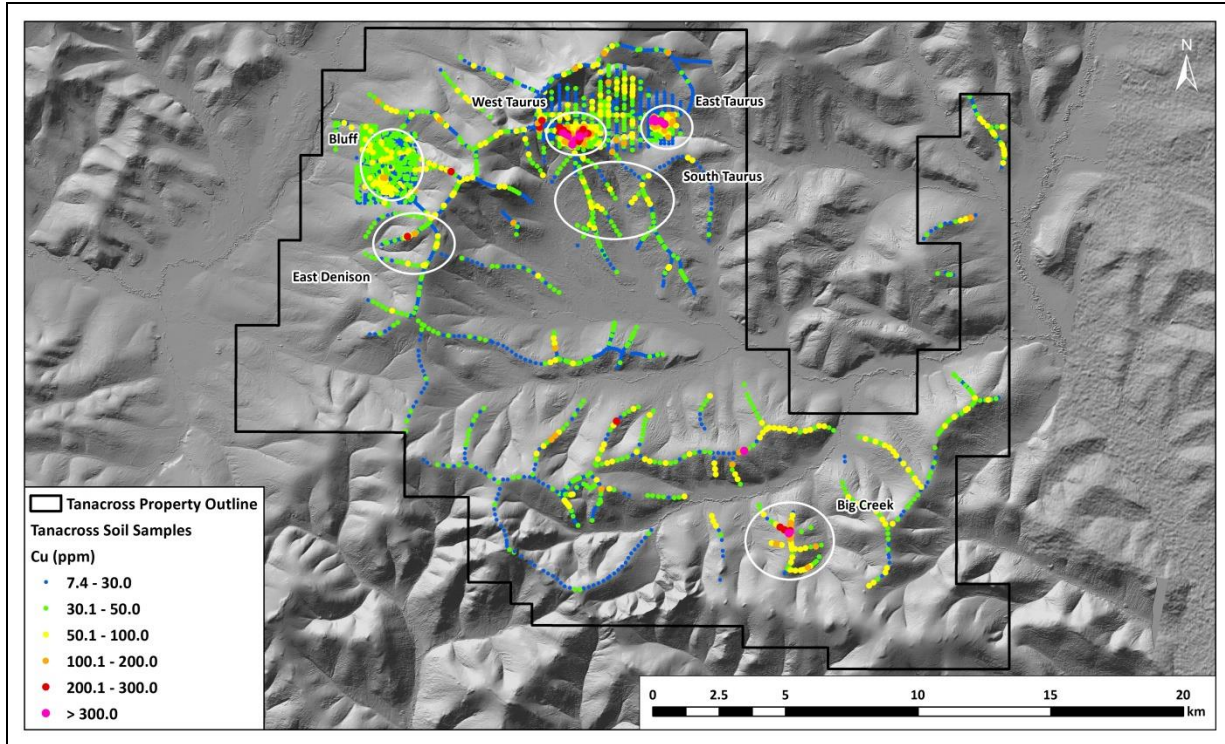 N
West Taurus
East Taurus
Bluff
South Taurus
East Denison
Big Creek
Tanacross Property Outline
Tanacross Soil Samples
Cu (ppm)
7.4 - 30.0
30.1 - 50.0
50.1 - 100.0
100.1 - 200.0
200.1 - 300.0
> 300.0
0 2.5 5 10 15 20
km